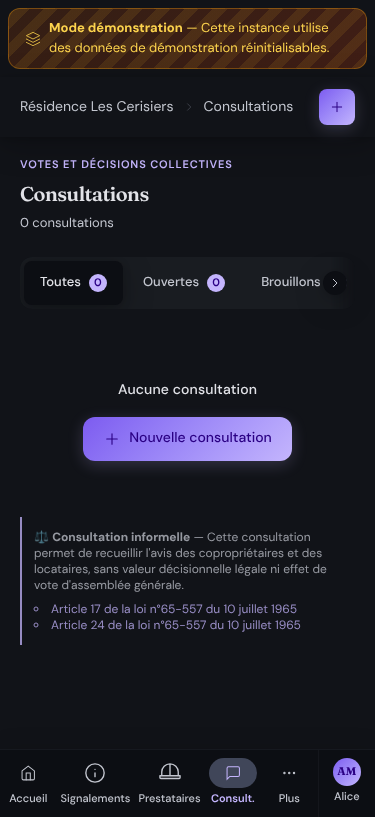 Mode démonstration — Cette instance utilise
des données de démonstration réinitialisables.
Résidence Les Cerisiers > Consultations +
VOTES ET DÉCISIONS COLLECTIVES
Consultations
0 consultations
Toutes 0 Ouvertes 0 Brouillons
Aucune consultation
+ Nouvelle consultation
⚖️ Consultation informelle — Cette consultation
permet de recueillir l'avis des copropriétaires et des
locataires, sans valeur décisionnelle légale ni effet de
vote d'assemblée générale.
Article 17 de la loi n°65-557 du 10 juillet 1965
Article 24 de la loi n°65-557 du 10 juillet 1965
AM
Accueil Signalements Prestataires Consult. Plus Alice